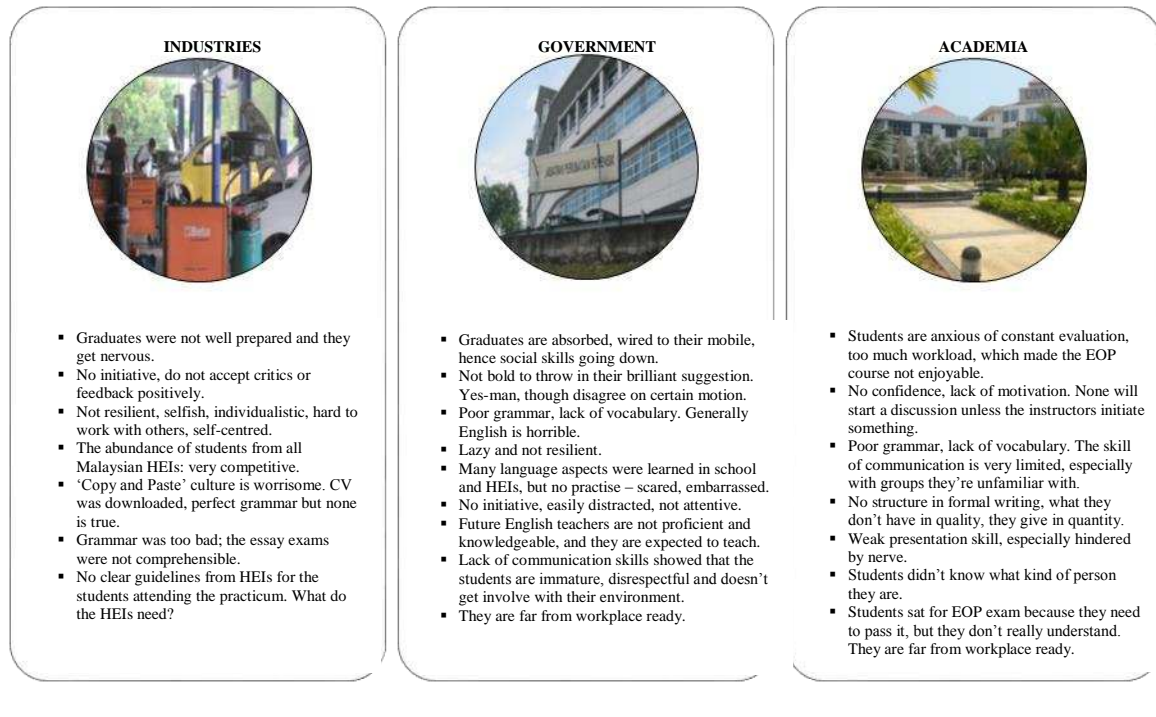 INDUSTRIES
Beta
▪ Graduates were not well prepared and they
get nervous.
▪ No initiative, do not accept critics or
feedback positively.
▪ Not resilient, selfish, individualistic, hard to
work with others, self-centred.
▪ The abundance of students from all
Malaysian HEIs: very competitive.
▪ ‘Copy and Paste’ culture is worrisome. CV
was downloaded, perfect grammar but none
is true.
▪ Grammar was too bad; the essay exams
were not comprehensible.
▪ No clear guidelines from HEIs for the
students attending the practicum. What do
the HEIs need?
GOVERNMENT
JABATAN PERUBATAN FORENSIK
▪ Graduates are absorbed, wired to their mobile,
hence social skills going down.
▪ Not bold to throw in their brilliant suggestion.
Yes-man, though disagree on certain motion.
▪ Poor grammar, lack of vocabulary. Generally
English is horrible.
▪ Lazy and not resilient.
▪ Many language aspects were learned in school
and HEIs, but no practise – scared, embarrassed.
▪ No initiative, easily distracted, not attentive.
▪ Future English teachers are not proficient and
knowledgeable, and they are expected to teach.
▪ Lack of communication skills showed that the
students are immature, disrespectful and doesn’t
get involve with their environment.
▪ They are far from workplace ready.
ACADEMIA
UMT
▪ Students are anxious of constant evaluation,
too much workload, which made the EOP
course not enjoyable.
▪ No confidence, lack of motivation. None will
start a discussion unless the instructors initiate
something.
▪ Poor grammar, lack of vocabulary. The skill
of communication is very limited, especially
with groups they’re unfamiliar with.
▪ No structure in formal writing, what they
don’t have in quality, they give in quantity.
▪ Weak presentation skill, especially hindered
by nerve.
▪ Students didn’t know what kind of person
they are.
▪ Students sat for EOP exam because they need
to pass it, but they don’t really understand.
They are far from workplace ready.